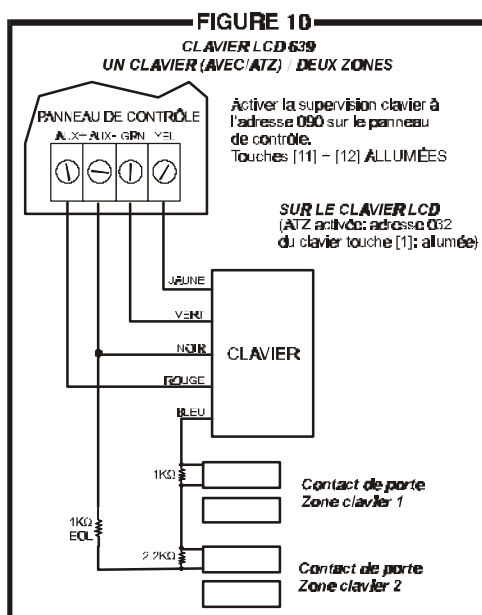 FIGURE 10
CLAVIER LCD 639
UN CLAVIER (AVEC/ATZ) / DEUX ZONES
PANNEAU DE CONTRÔLE
AUX+ AUX- GRN YEL
Activer la supervision clavier à
l'adresse 090 sur le panneau
de contrôle.
Touches [11] – [12] ALLUMÉES
SUR LE CLAVIER LCD
(ATZ activée: adresse 032
du clavier touche [1]: allumée)
JAUNE
VERT
NOIR
ROUGE
BLEU
CLAVIER
1KΩ
Contact de porte
Zone clavier 1
1KΩ
EOL
2.2KΩ
Contact de porte
Zone clavier 2